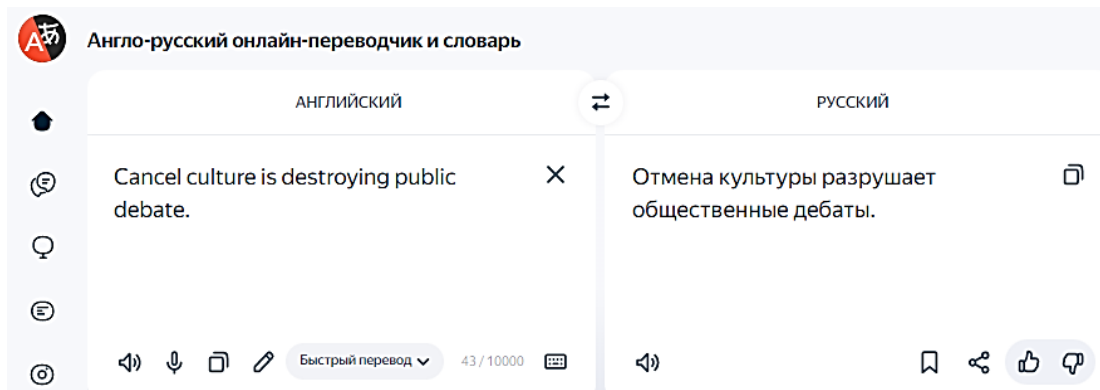 Англо-русский онлайн-переводчик и словарь
АНГЛИЙСКИЙ
РУССКИЙ
Cancel culture is destroying public
debate.
Отмена культуры разрушает
общественные дебаты.
Быстрый перевод
43 / 10000